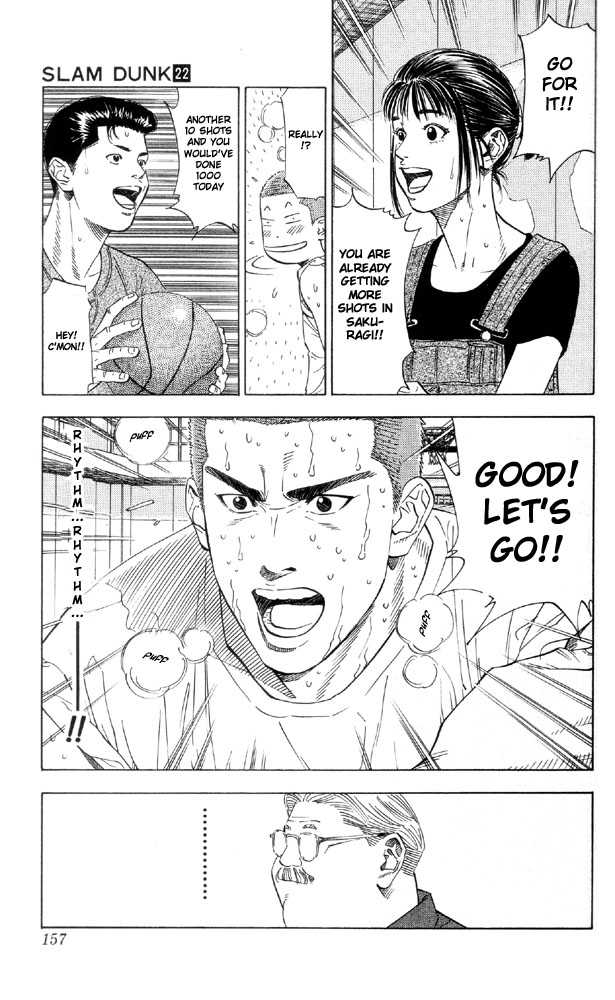 SLAM DUNK 22
GO
FOR
IT!!
YOU ARE
ALREADY
GETTING
MORE
SHOTS IN
SAKU-
RAGI!!
REALLY
!?
ANOTHER
10 SHOTS
AND YOU
WOULD'VE
DONE
1000
TODAY
HEY!
C'MON!!
GOOD!
LET'S
GO!!
puff
puff
puff
RHYTHM...RHYTHM...!!
.............
157